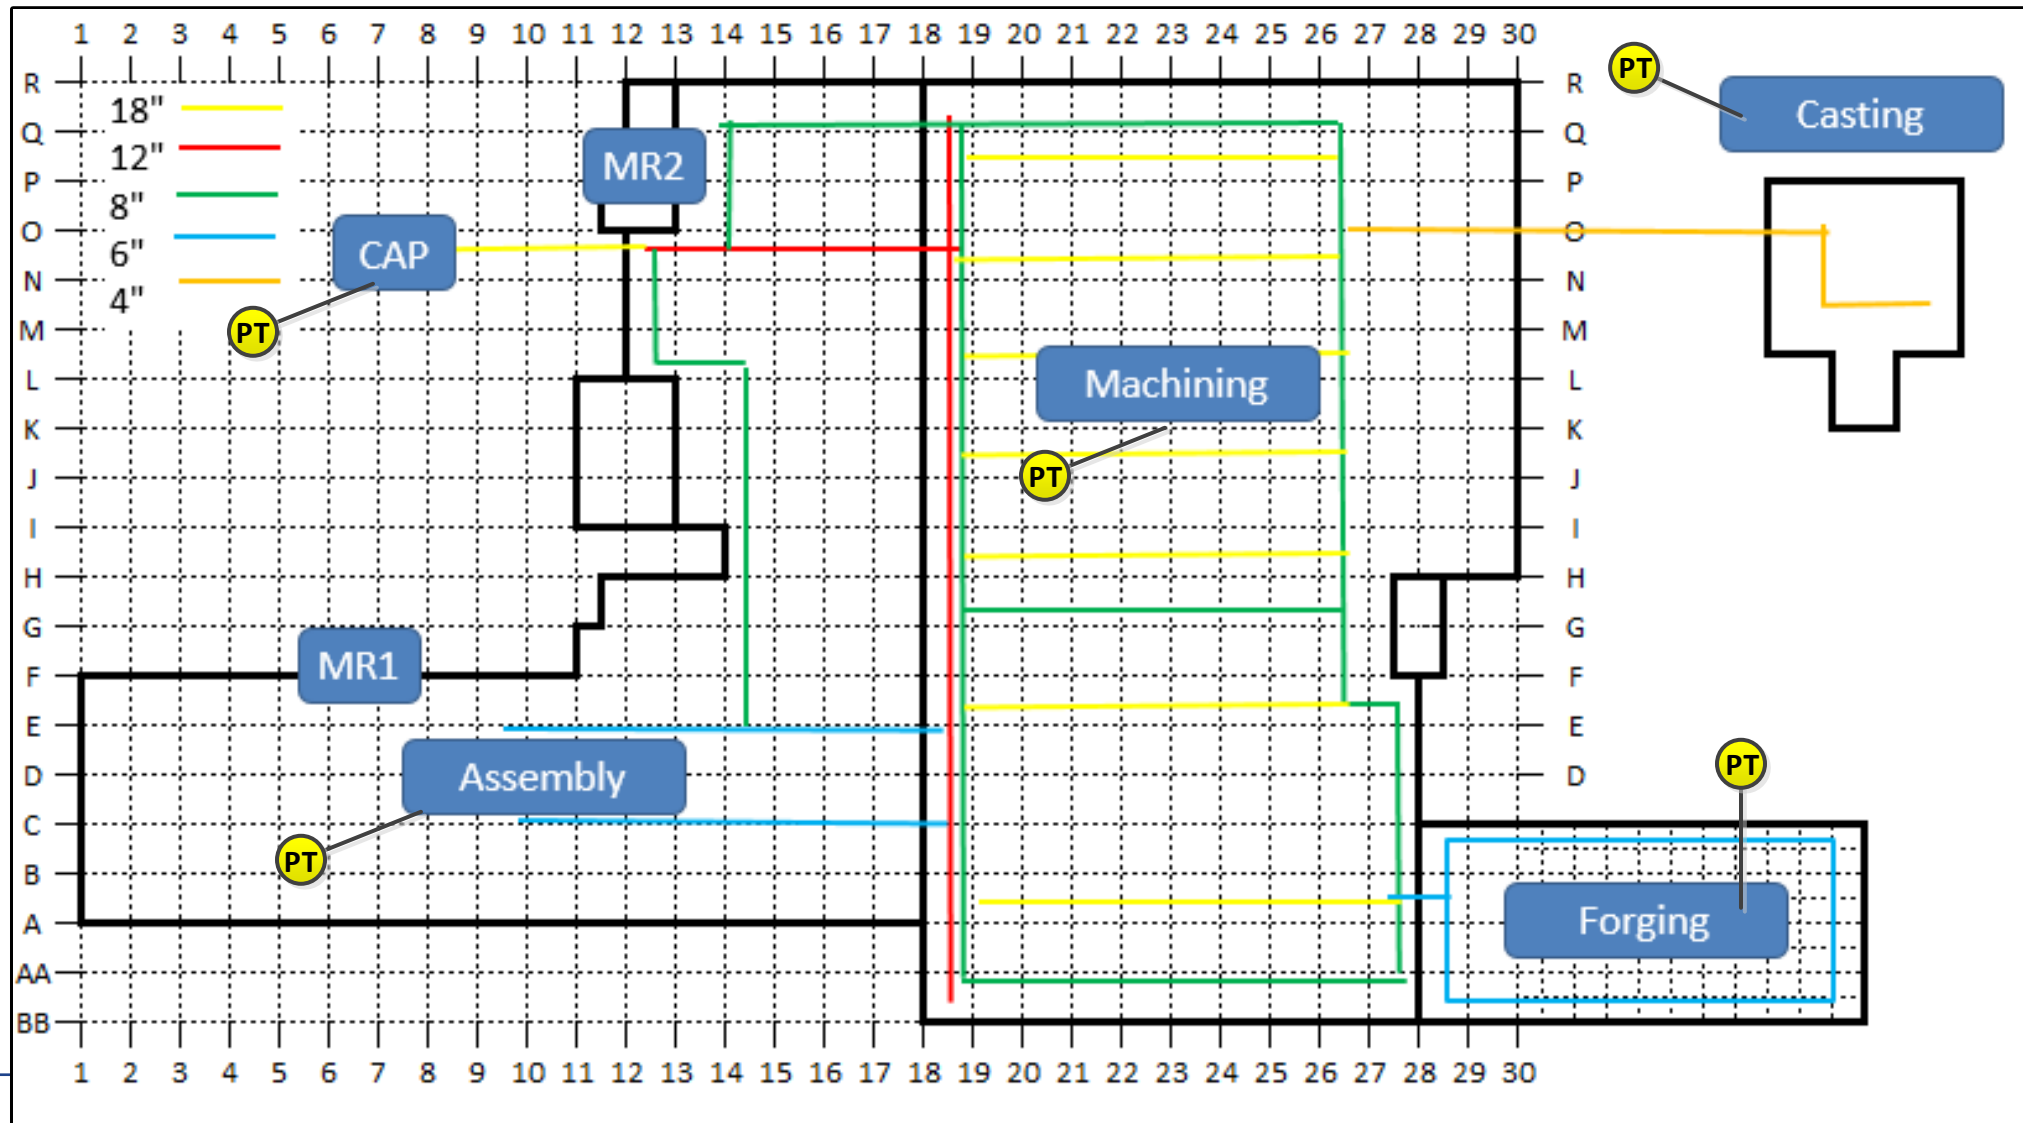 1 2 3 4 5 6 7 8 9 10 11 12 13 14 15 16 17 18 19 20 21 22 23 24 25 26 27 28 29 30
R R PT
18" Casting
Q Q
12" MR2
P P
8"
O O
6" CAP
N N
4"
M PT M
L Machining L
K K
J PT J
I I
H H
G G
F MR1 F
E E
D Assembly D PT
C
B PT
A Forging
AA
BB
1 2 3 4 5 6 7 8 9 10 11 12 13 14 15 16 17 18 19 20 21 22 23 24 25 26 27 28 29 30